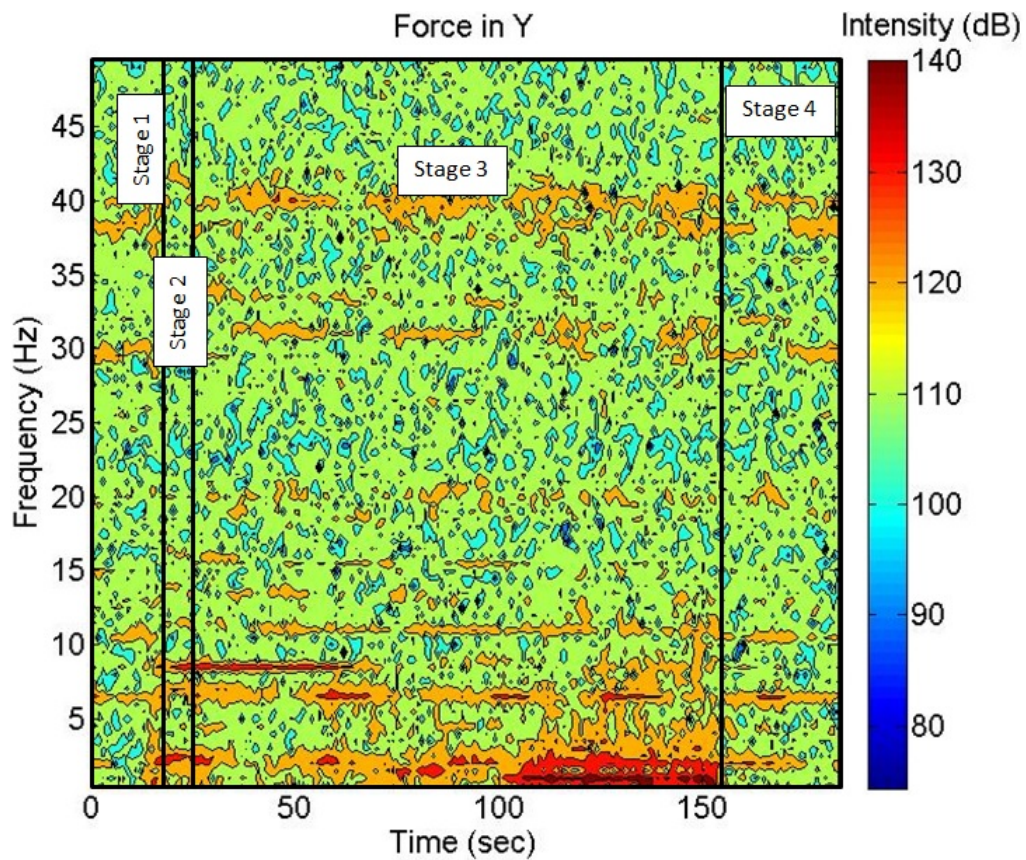 Force in Y
Intensity (dB)
Stage 1
Stage 2
Stage 3
Stage 4
Frequency (Hz)
45
40
35
30
25
20
15
10
5
0
50
100
150
Time (sec)
140
130
120
110
100
90
80